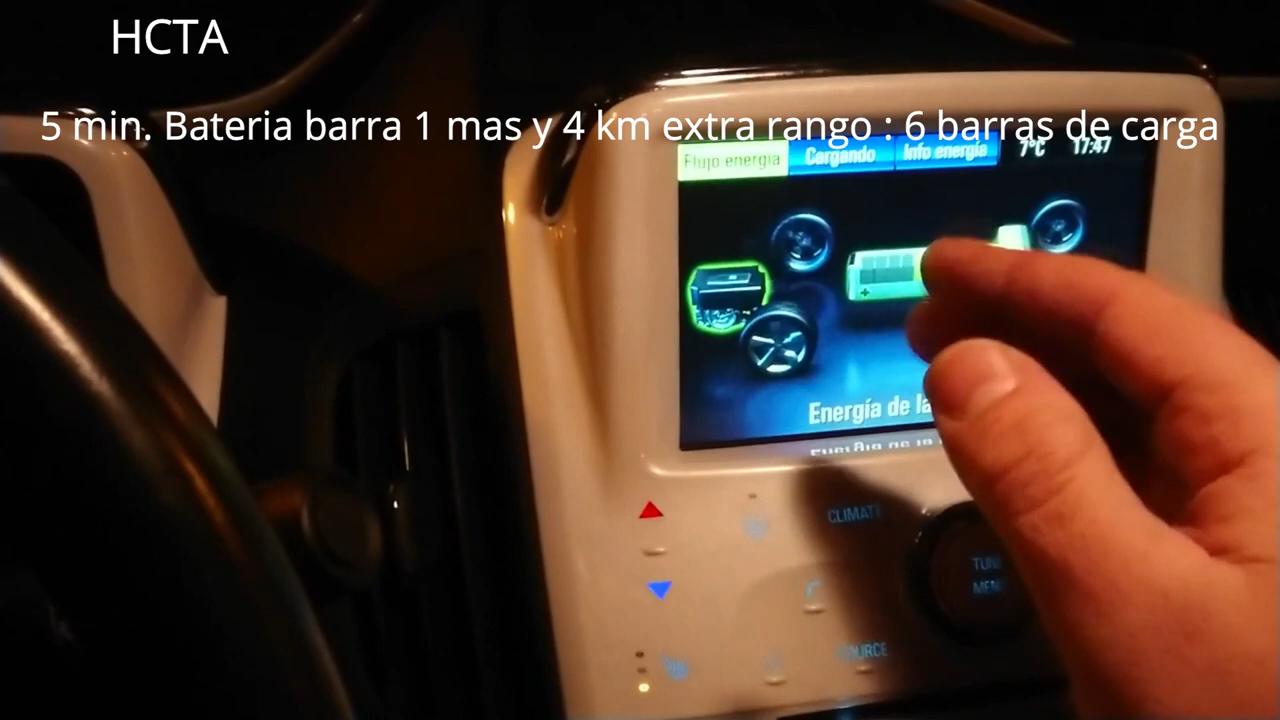 HCTA
5 min. Bateria barra 1 mas y 4 km extra rango : 6 barras de carga
Flujo energía Cargando Info energía 7°C 17:47
Energía de la
CLIMATE
TUNE
MENU
SOURCE